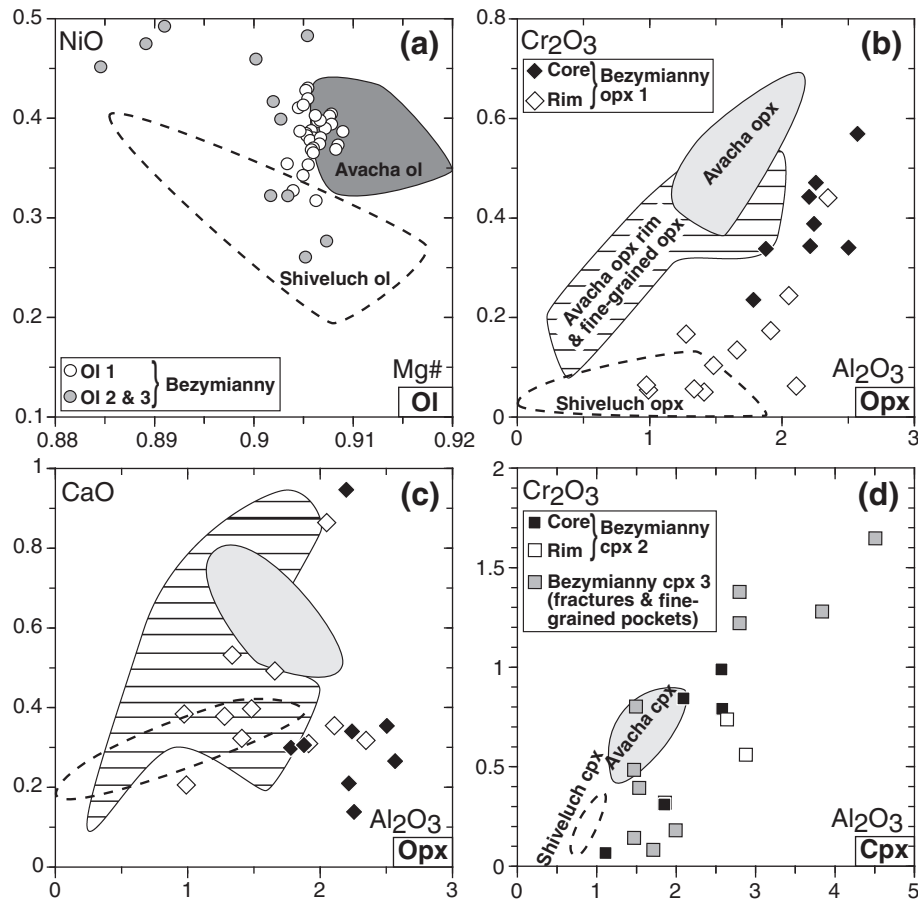 0.5
NiO
(a)
0.4
Avacha ol
0.3
Shiveluch ol
0.2
Ol 1
Ol 2 & 3
Bezymianny
Mg#
Ol
0.1
0.88
0.89
0.9
0.91
0.92
0.8
Cr₂O₃
(b)
Core
Rim
Bezymianny
opx 1
0.6
Avacha opx
0.4
Avacha opx rim
& fine-grained opx
0.2
Shiveluch opx
Al₂O₃
Opx
0
0
1
2
3
1
CaO
(c)
0.8
0.6
0.4
0.2
Al₂O₃
Opx
0
0
1
2
3
2
Cr₂O₃
(d)
Core
Rim
Bezymianny
cpx 2
Bezymianny cpx 3
(fractures & fine-
grained pockets)
1.5
1
Avacha cpx
0.5
Shiveluch cpx
Al₂O₃
Cpx
0
0
1
2
3
4
5